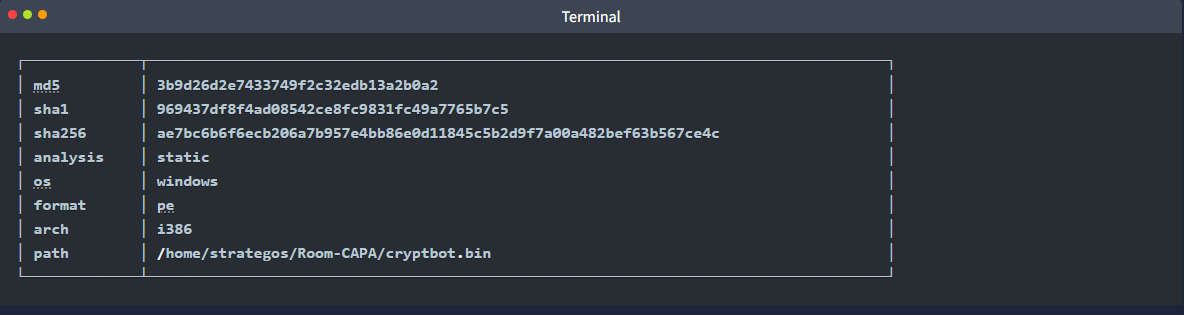 Terminal
md5 3b9d26d2e7433749f2c32edb13a2b0a2
sha1 969437df8f4ad08542ce8fc9831fc49a7765b7c5
sha256 ae7bc6b6f6ecb206a7b957e4bb86e0d11845c5b2d9f7a00a482bef63b567ce4c
analysis static
os windows
format pe
arch i386
path /home/strategos/Room-CAPA/cryptbot.bin